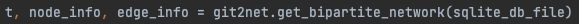 t, node_info, edge_info = git2net.get_bipartite_network(sqlite_db_file)